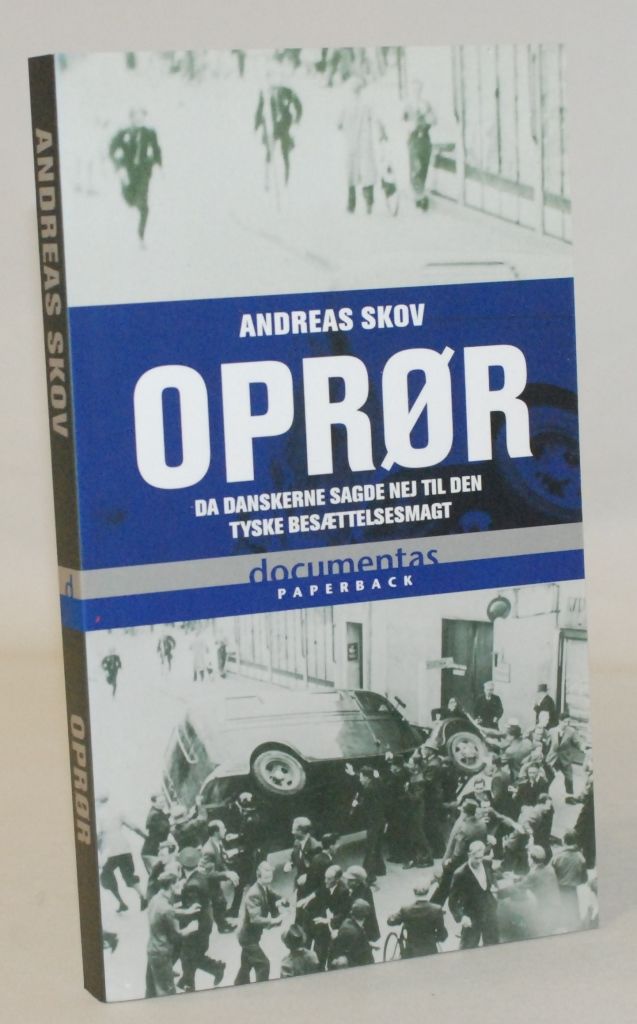 ANDREAS SKOV
OPRØR
DA DANSKERNE SAGDE NEJ TIL DEN
TYSKE BESÆTTELSESMAGT
documentas
PAPERBACK
ANDREAS SKOV
d
OPRØR